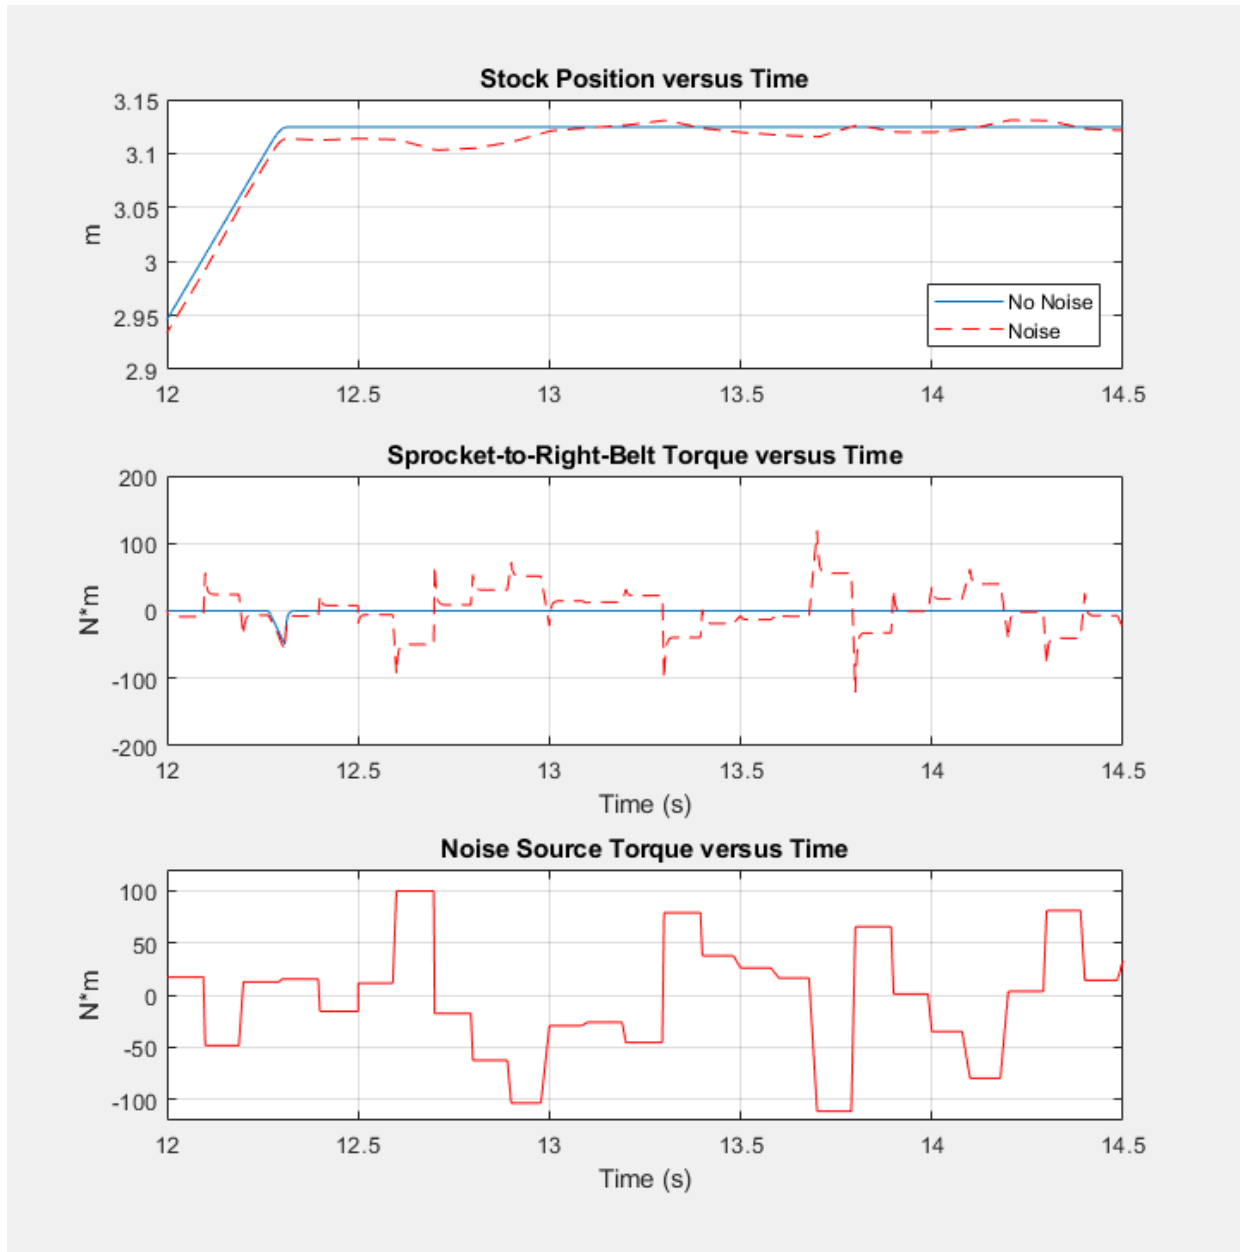 Stock Position versus Time
3.15
3.1
3.05
3
2.95
2.9
m
No Noise
Noise
12 12.5 13 13.5 14 14.5
Sprocket-to-Right-Belt Torque versus Time
200
100
0
-100
-200
N*m
12 12.5 13 13.5 14 14.5
Time (s)
Noise Source Torque versus Time
100
50
0
-50
-100
N*m
12 12.5 13 13.5 14 14.5
Time (s)